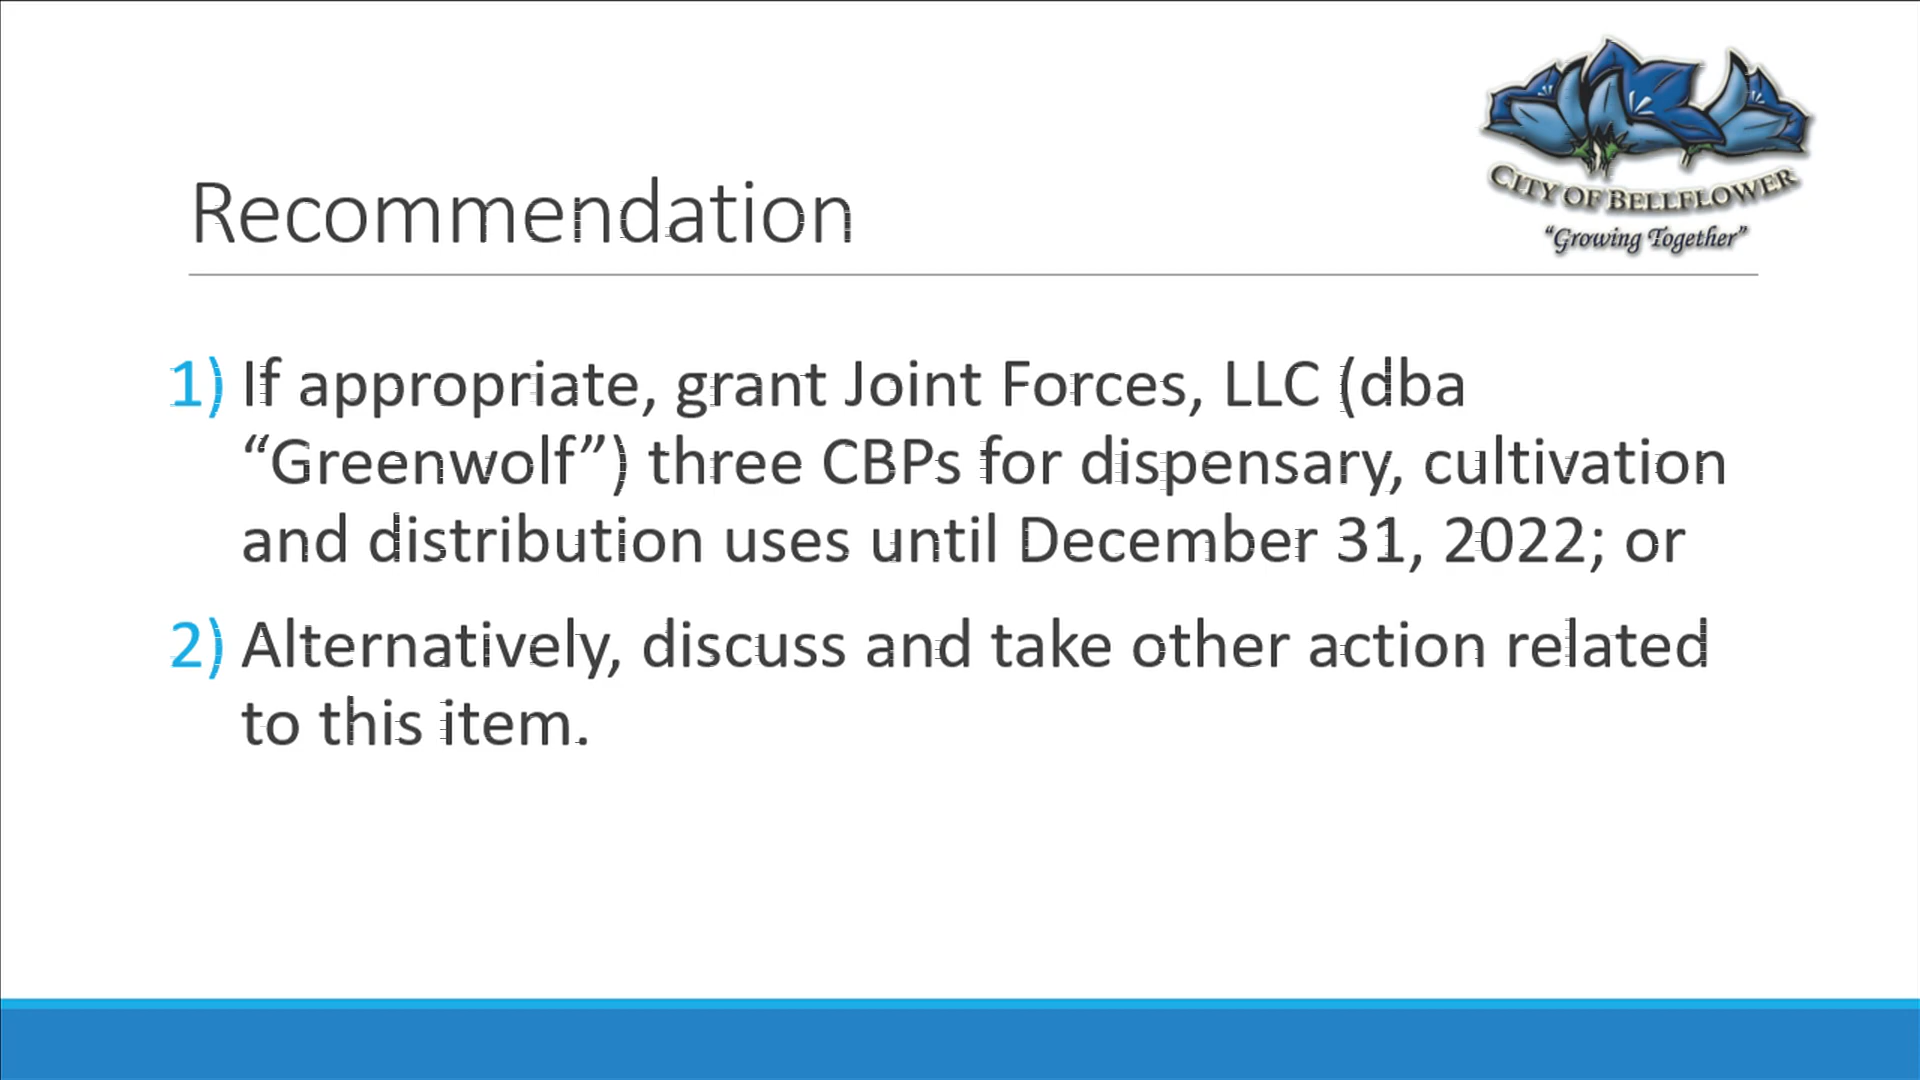 CITY OF BELLFLOWER
“Growing Together”
Recommendation
1) If appropriate, grant Joint Forces, LLC (dba
“Greenwolf”) three CBPs for dispensary, cultivation
and distribution uses until December 31, 2022; or
2) Alternatively, discuss and take other action related
to this item.